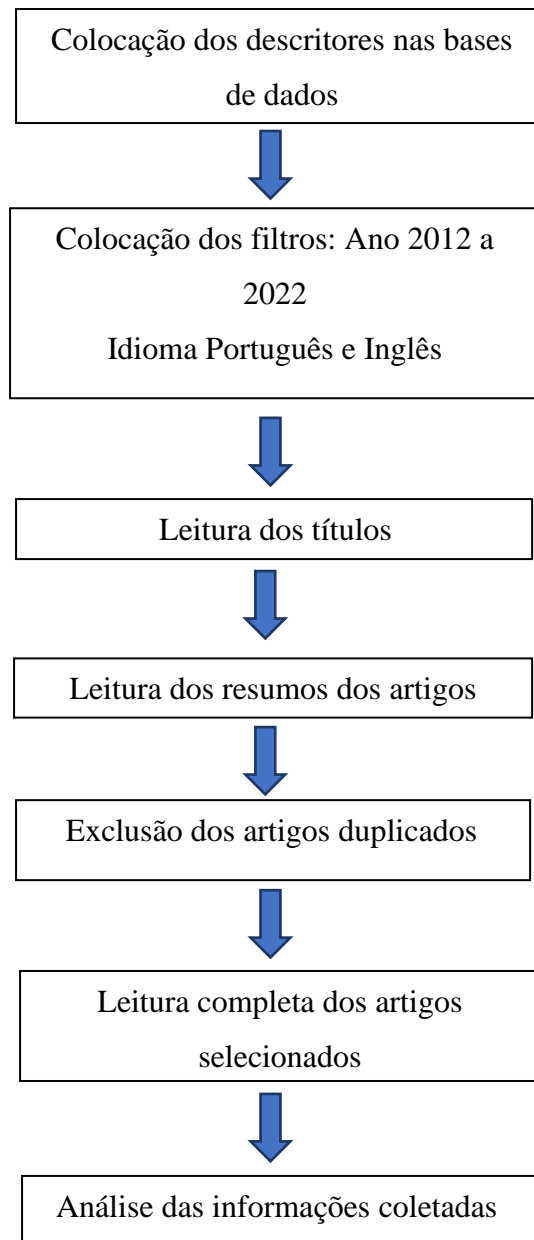 Colocação dos descritores nas bases
de dados
Colocação dos filtros: Ano 2012 a
2022
Idioma Português e Inglês
Leitura dos títulos
Leitura dos resumos dos artigos
Exclusão dos artigos duplicados
Leitura completa dos artigos
selecionados
Análise das informações coletadas